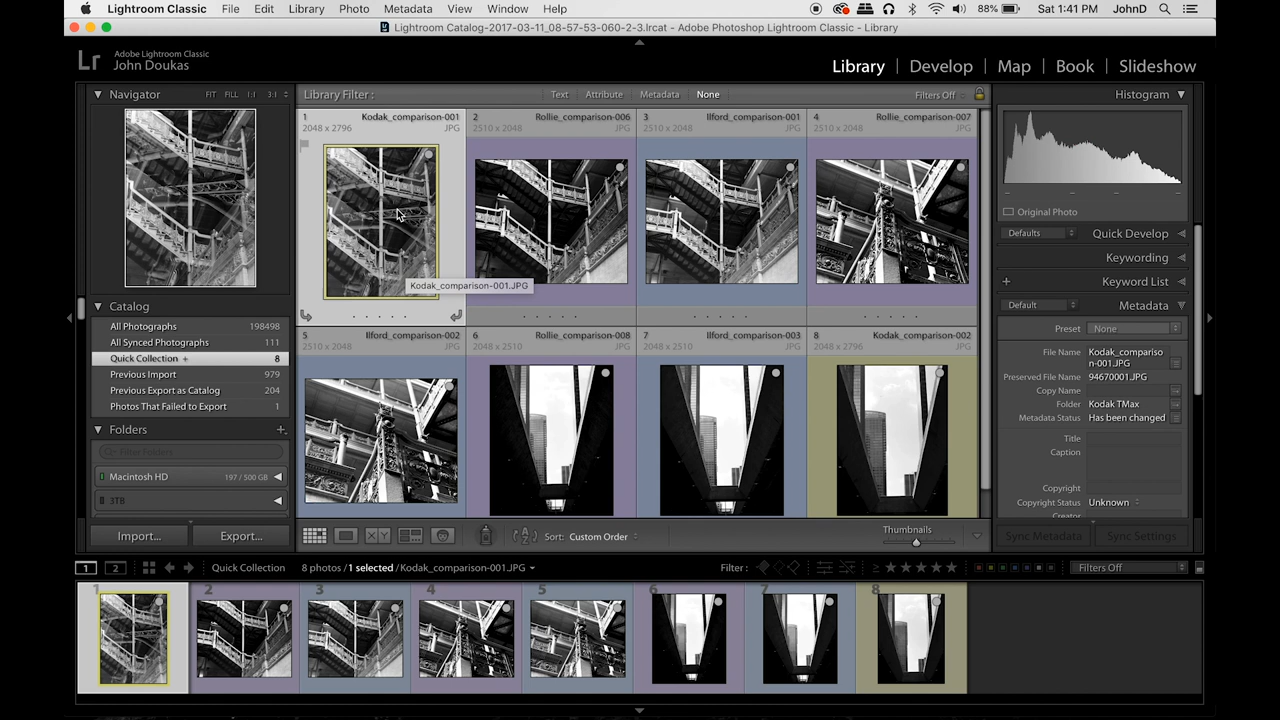 Lightroom Classic File Edit Library Photo Metadata View Window Help 88% Sat 1:41 PM JohnD
Lightroom Catalog-2017-03-11_08-57-53-060-2-3.lrcat - Adobe Photoshop Lightroom Classic - Library
Lr Adobe Lightroom Classic
John Doukas
Library | Develop | Map | Book | Slideshow
Navigator FIT FILL 1:1 3:1
Library Filter : Text Attribute Metadata None Filters Off
Histogram
1 Kodak_comparison-001
2048 x 2796 JPG
2 Rollie_comparison-006
2510 x 2048 JPG
3 Ilford_comparison-001
2510 x 2048 JPG
4 Rollie_comparison-007
2510 x 2048 JPG
Original Photo
Defaults Quick Develop
Keywording
+ Keyword List
Default Metadata
Kodak_comparison-001.JPG
Catalog
All Photographs 198498
All Synced Photographs 111
Quick Collection + 8
Previous Import 979
Previous Export as Catalog 204
Photos That Failed to Export 1
Folders +
Filter Folders
Macintosh HD 197 / 500 GB
3TB
5 Ilford_comparison-002
2510 x 2048 JPG
6 Rollie_comparison-008
2510 x 2048 JPG
7 Ilford_comparison-003
2510 x 2048 JPG
8 Kodak_comparison-002
2048 x 2796 JPG
Preset None
File Name Kodak_compariso
n-001.JPG
Preserved File Name 94670001.JPG
Copy Name
Folder Kodak TMax
Metadata Status Has been changed
Title
Caption
Copyright
Copyright Status Unknown
Creator
Import... Export...
XY
Sort: Custom Order
Thumbnails
Sync Metadata Sync Settings
1 2 Quick Collection 8 photos / 1 selected / Kodak_comparison-001.JPG
Filter : ≥ Filters Off
1 2 3 4 5 6 7 8